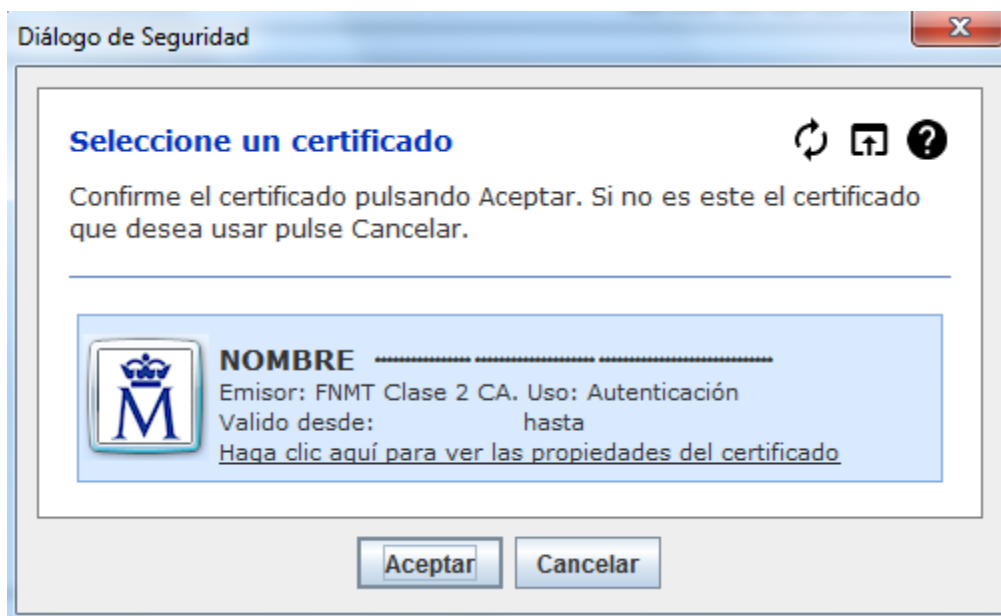 Diálogo de Seguridad
Seleccione un certificado
Confirme el certificado pulsando Aceptar. Si no es este el certificado
que desea usar pulse Cancelar.
NOMBRE
Emisor: FNMT Clase 2 CA. Uso: Autenticación
Valido desde: hasta
Haga clic aquí para ver las propiedades del certificado
Aceptar Cancelar